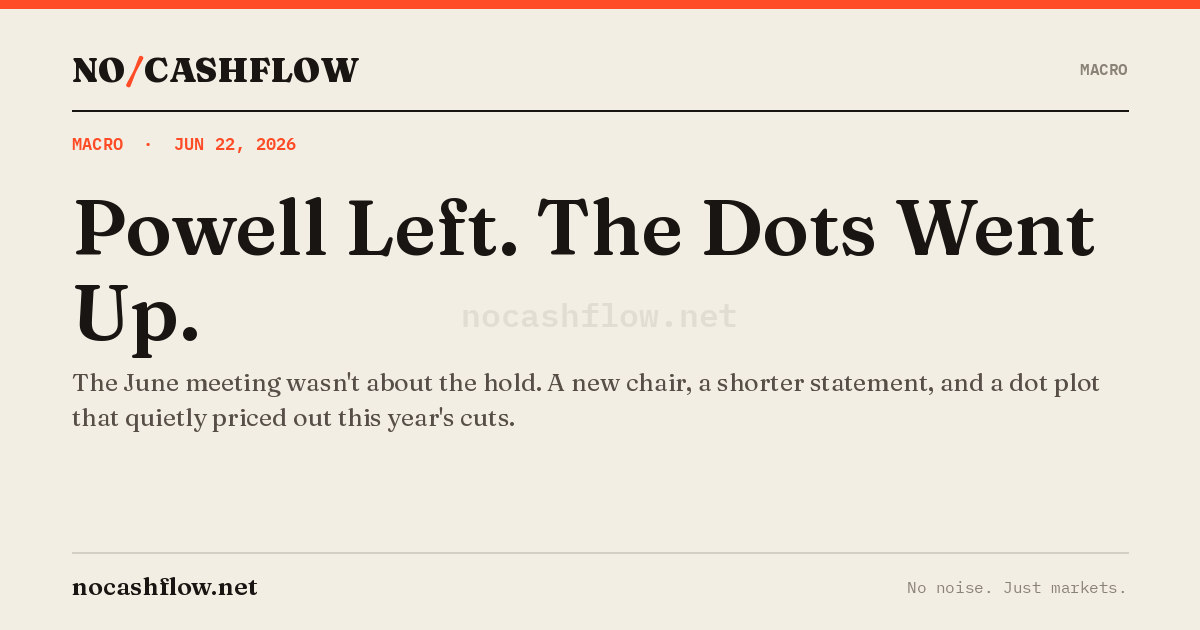 NO/CASHFLOW
MACRO
MACRO · JUN 22, 2026
Powell Left. The Dots Went
Up.
nocashflow.net
The June meeting wasn't about the hold. A new chair, a shorter statement, and a dot plot
that quietly priced out this year's cuts.
nocashflow.net
No noise. Just markets.